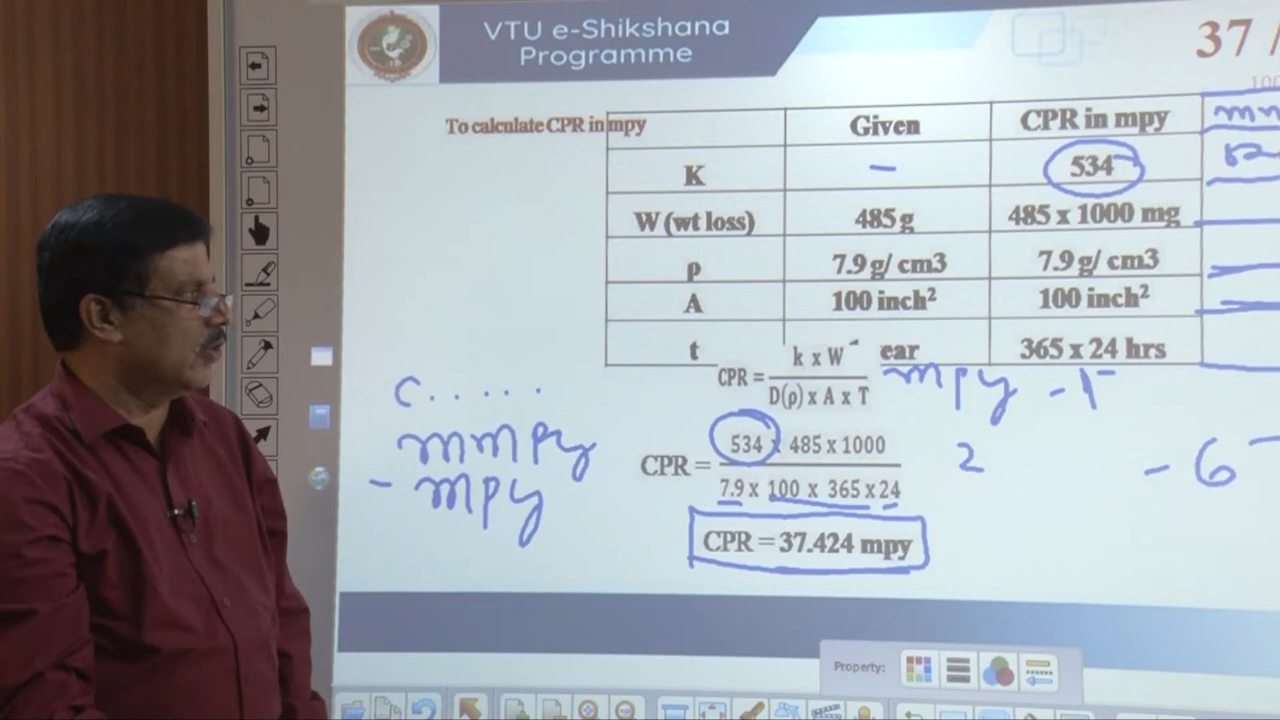 VTU e-Shikshana
Programme
37 /
100
To calculate CPR in mpy
Given
CPR in mpy
K
–
534
W (wt loss)
485 g
485 x 1000 mg
ρ
7.9 g/ cm3
7.9 g/ cm3
A
100 inch²
100 inch²
t
ear
365 x 24 hrs
CPR = k x W / D(ρ) x A x T
mpy - 1
C . . . . .
mmpy
- mpy
CPR = 534 x 485 x 1000 / 7.9 x 100 x 365 x 24
2
- 6
CPR = 37.424 mpy
Property: